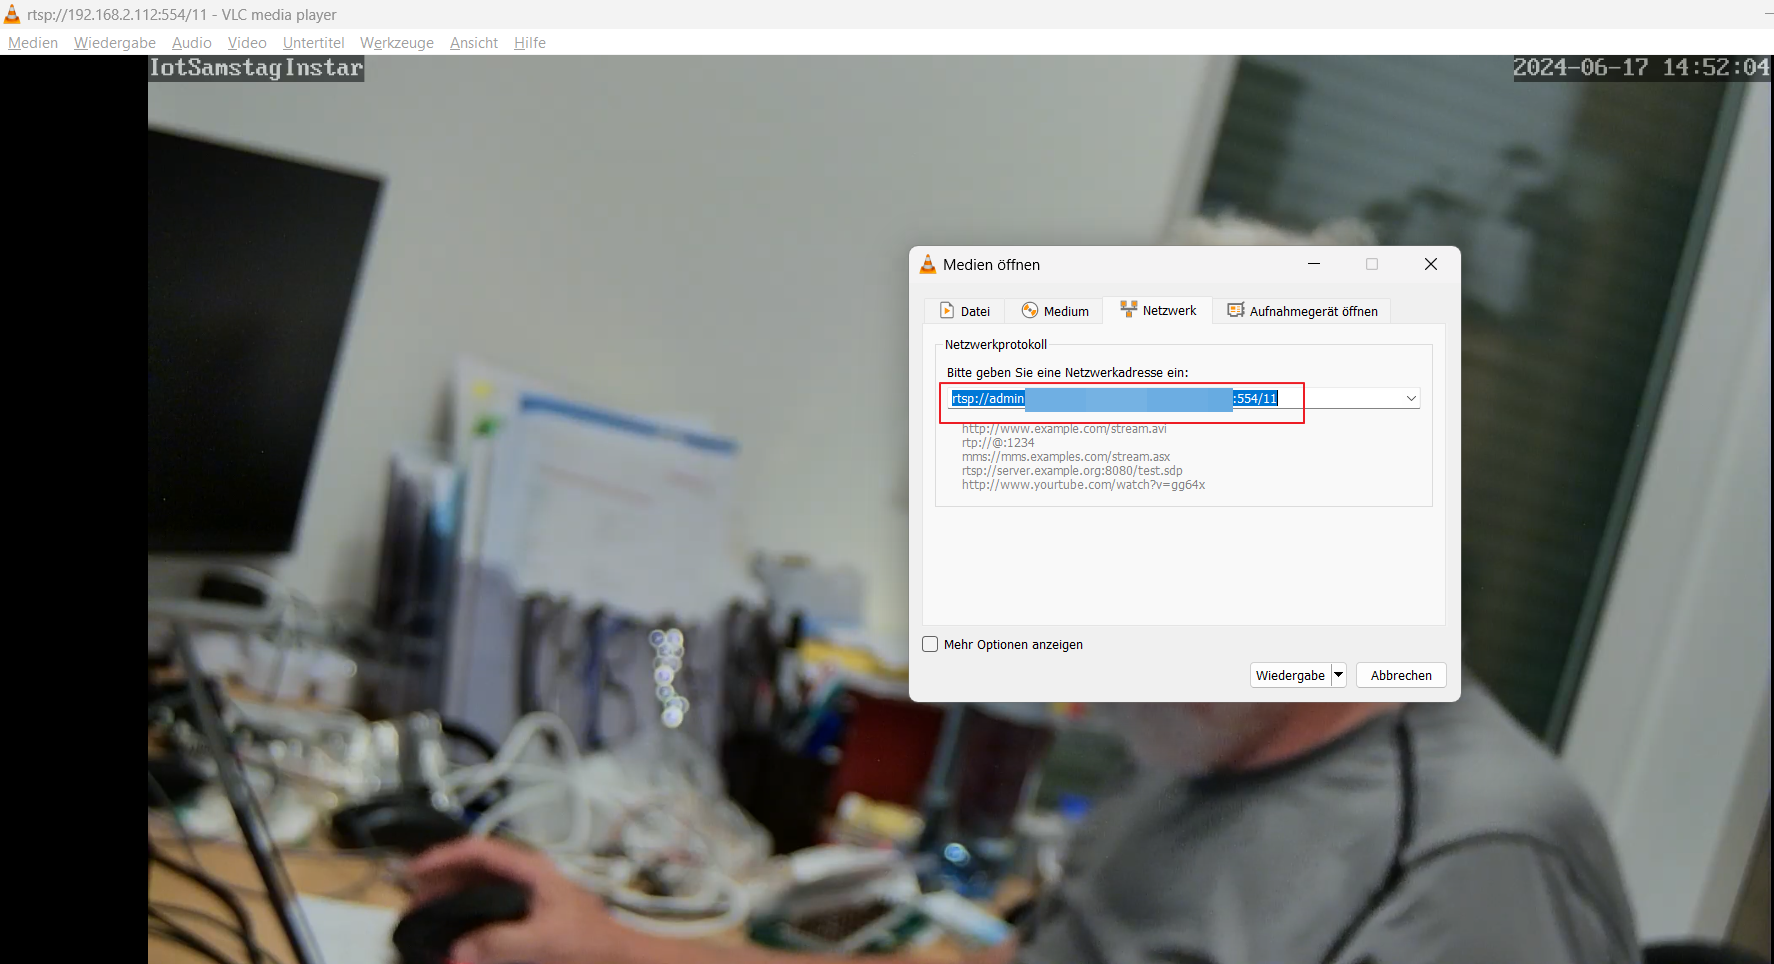 rtsp://192.168.2.112:554/11 - VLC media player
Medien Wiedergabe Audio Video Untertitel Werkzeuge Ansicht Hilfe
IotSamstagInstar
2024-06-17 14:52:04
Medien öffnen
Datei Medium Netzwerk Aufnahmegerät öffnen
Netzwerkprotokoll
Bitte geben Sie eine Netzwerkadresse ein:
rtsp://admin :554/11
http://www.example.com/stream.avi
rtp://@:1234
mms://mms.examples.com/stream.asx
rtsp://server.example.org:8080/test.sdp
http://www.yourtube.com/watch?v=gg64x
Mehr Optionen anzeigen
Wiedergabe Abbrechen